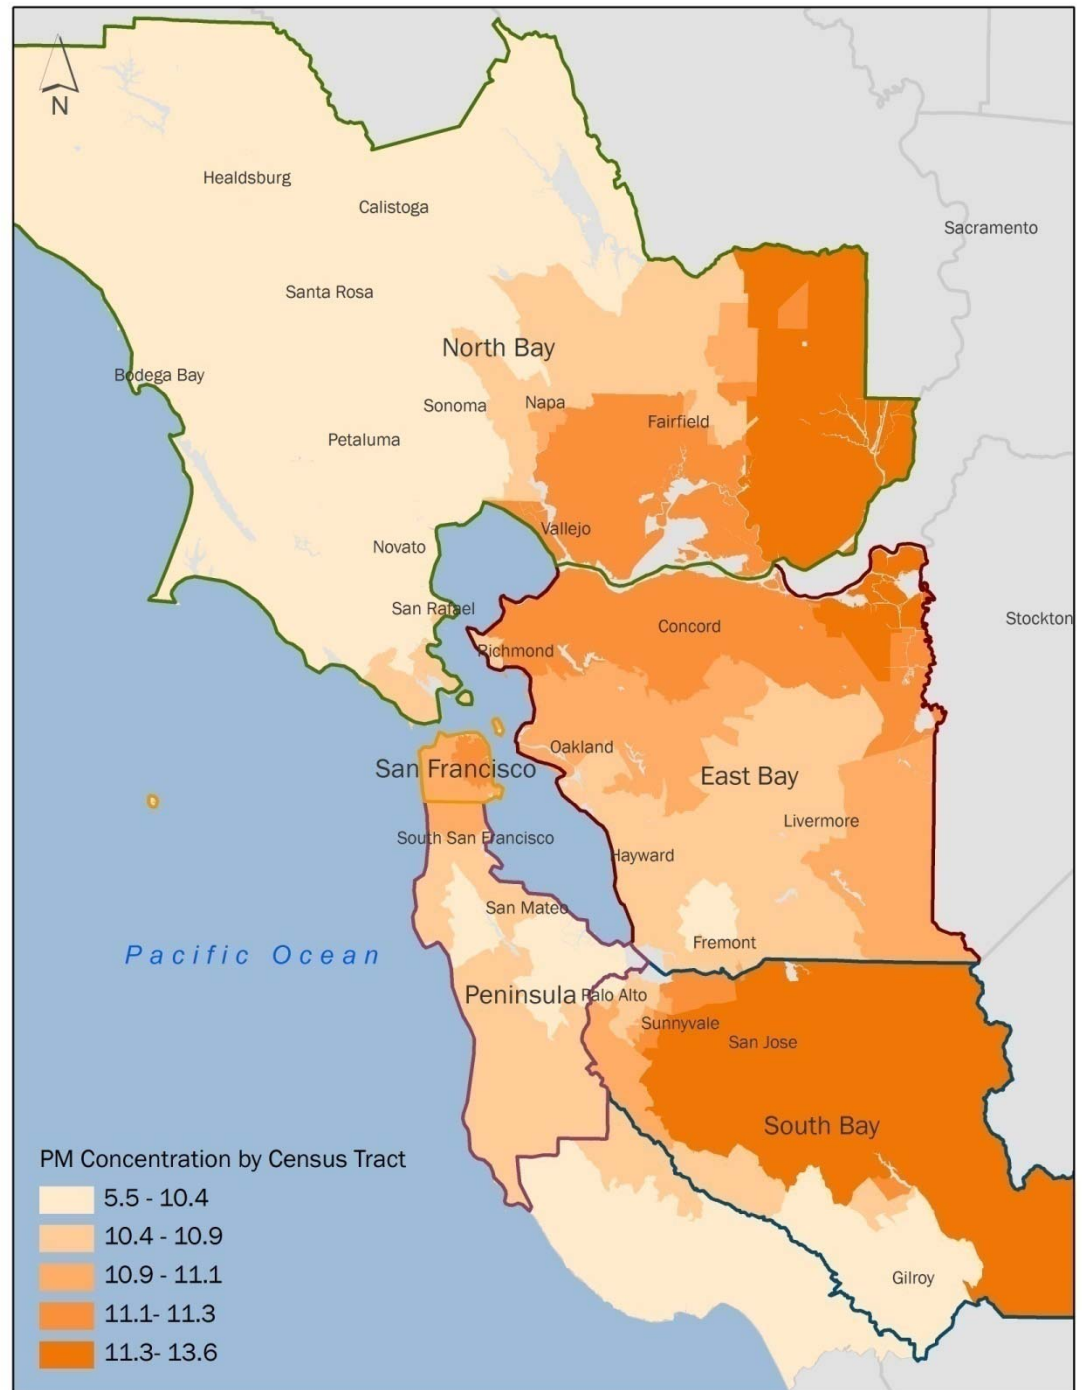 N
Healdsburg
Calistoga
Sacramento
Santa Rosa
North Bay
Bodega Bay
Sonoma
Napa
Fairfield
Petaluma
Vallejo
Novato
San Rafael
Concord
Stockton
Richmond
Oakland
San Francisco
East Bay
Livermore
South San Francisco
Hayward
San Mateo
Fremont
Pacific Ocean
Peninsula
Palo Alto
Sunnyvale
San Jose
South Bay
Gilroy
PM Concentration by Census Tract
5.5 - 10.4
10.4 - 10.9
10.9 - 11.1
11.1- 11.3
11.3- 13.6